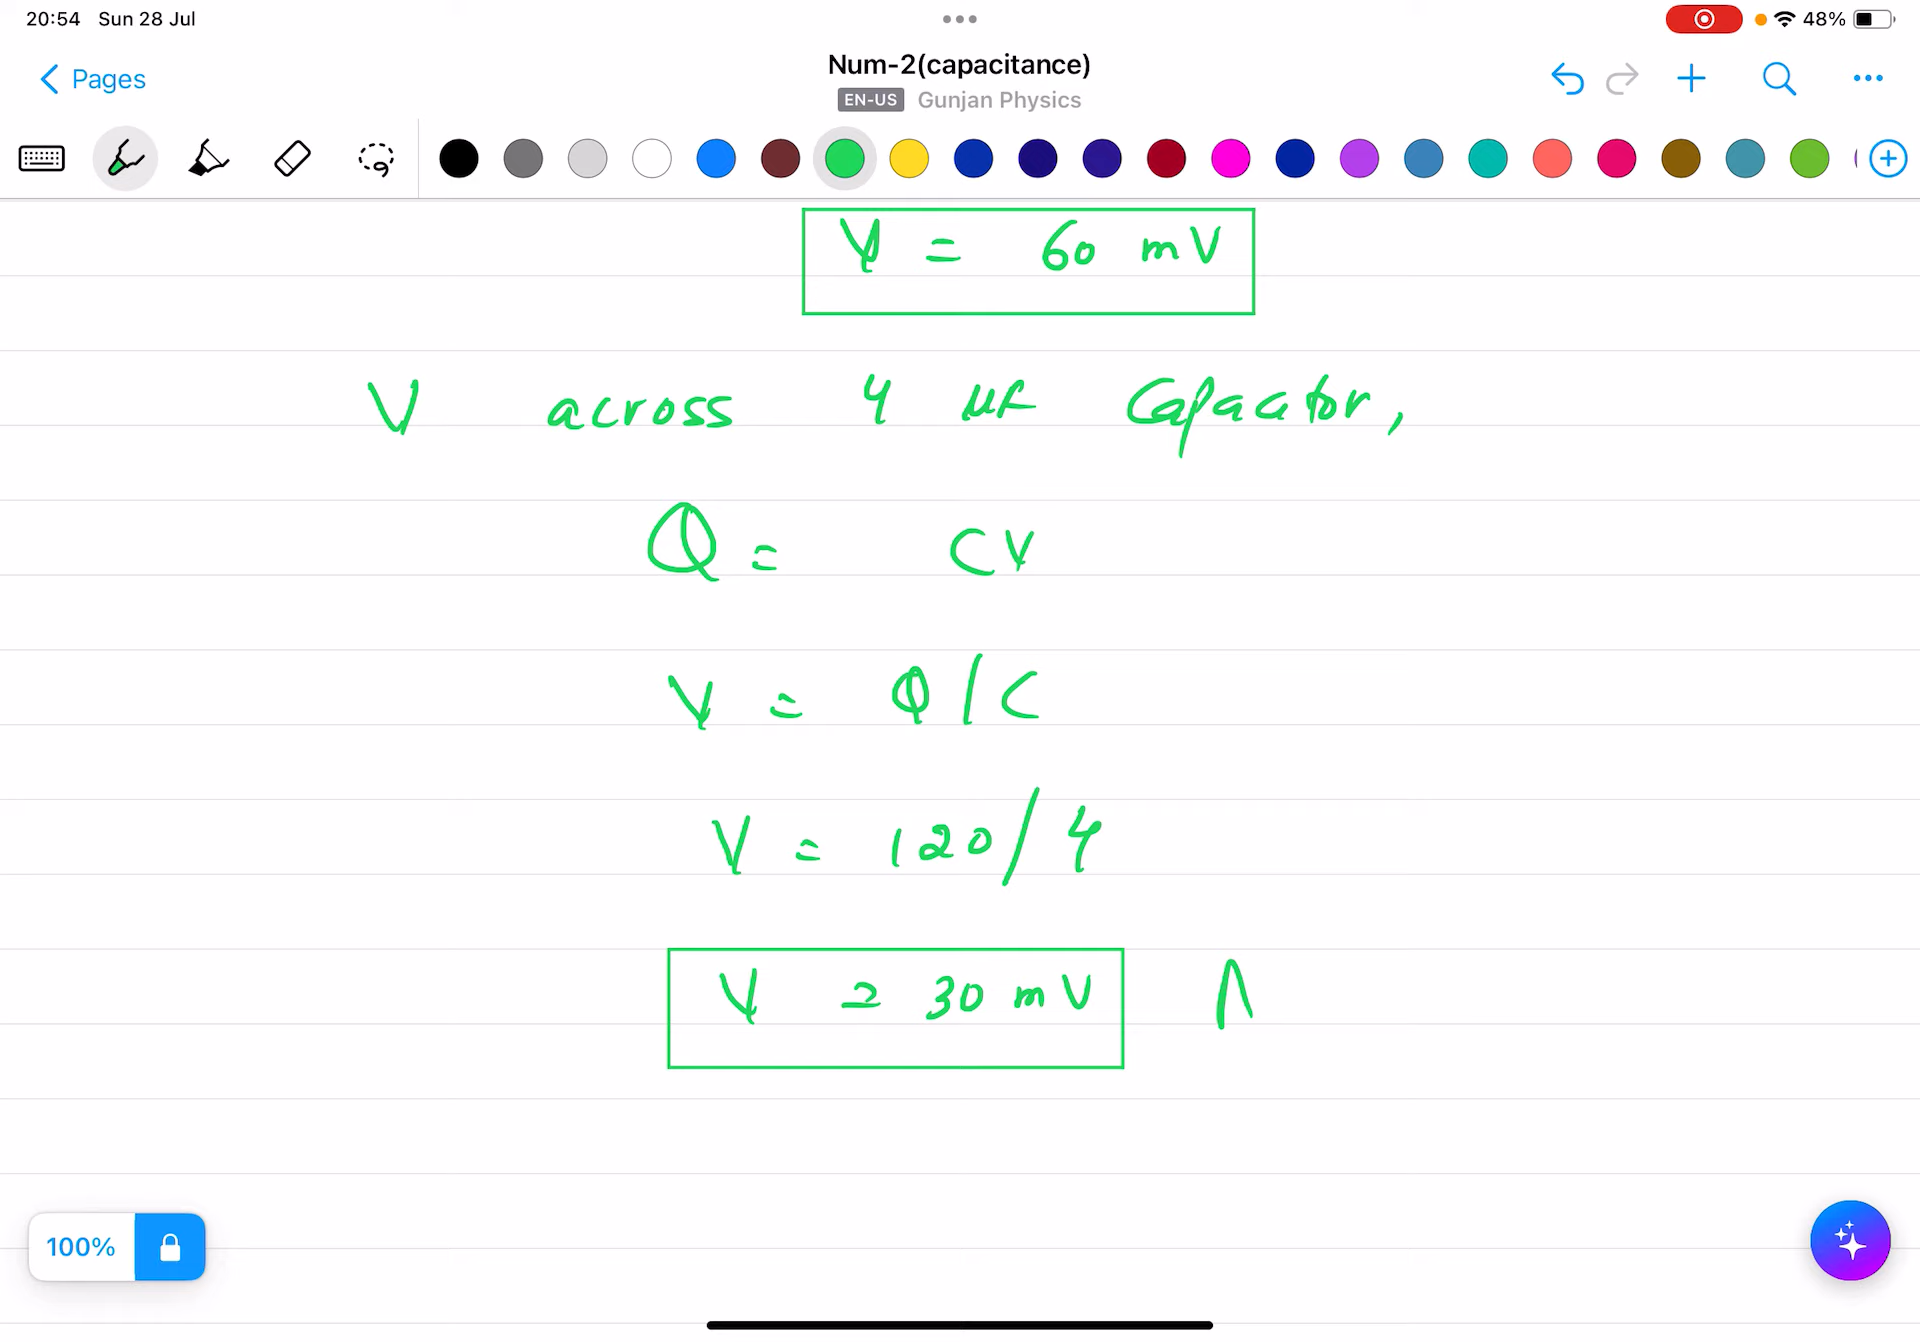 20:54 Sun 28 Jul
48%
Pages
Num-2(capacitance)
EN-US Gunjan Physics
V = 60 mV
V across 4 μF Capacitor,
Q = CV
V = Q/C
V = 120/4
V = 30 mV
100%